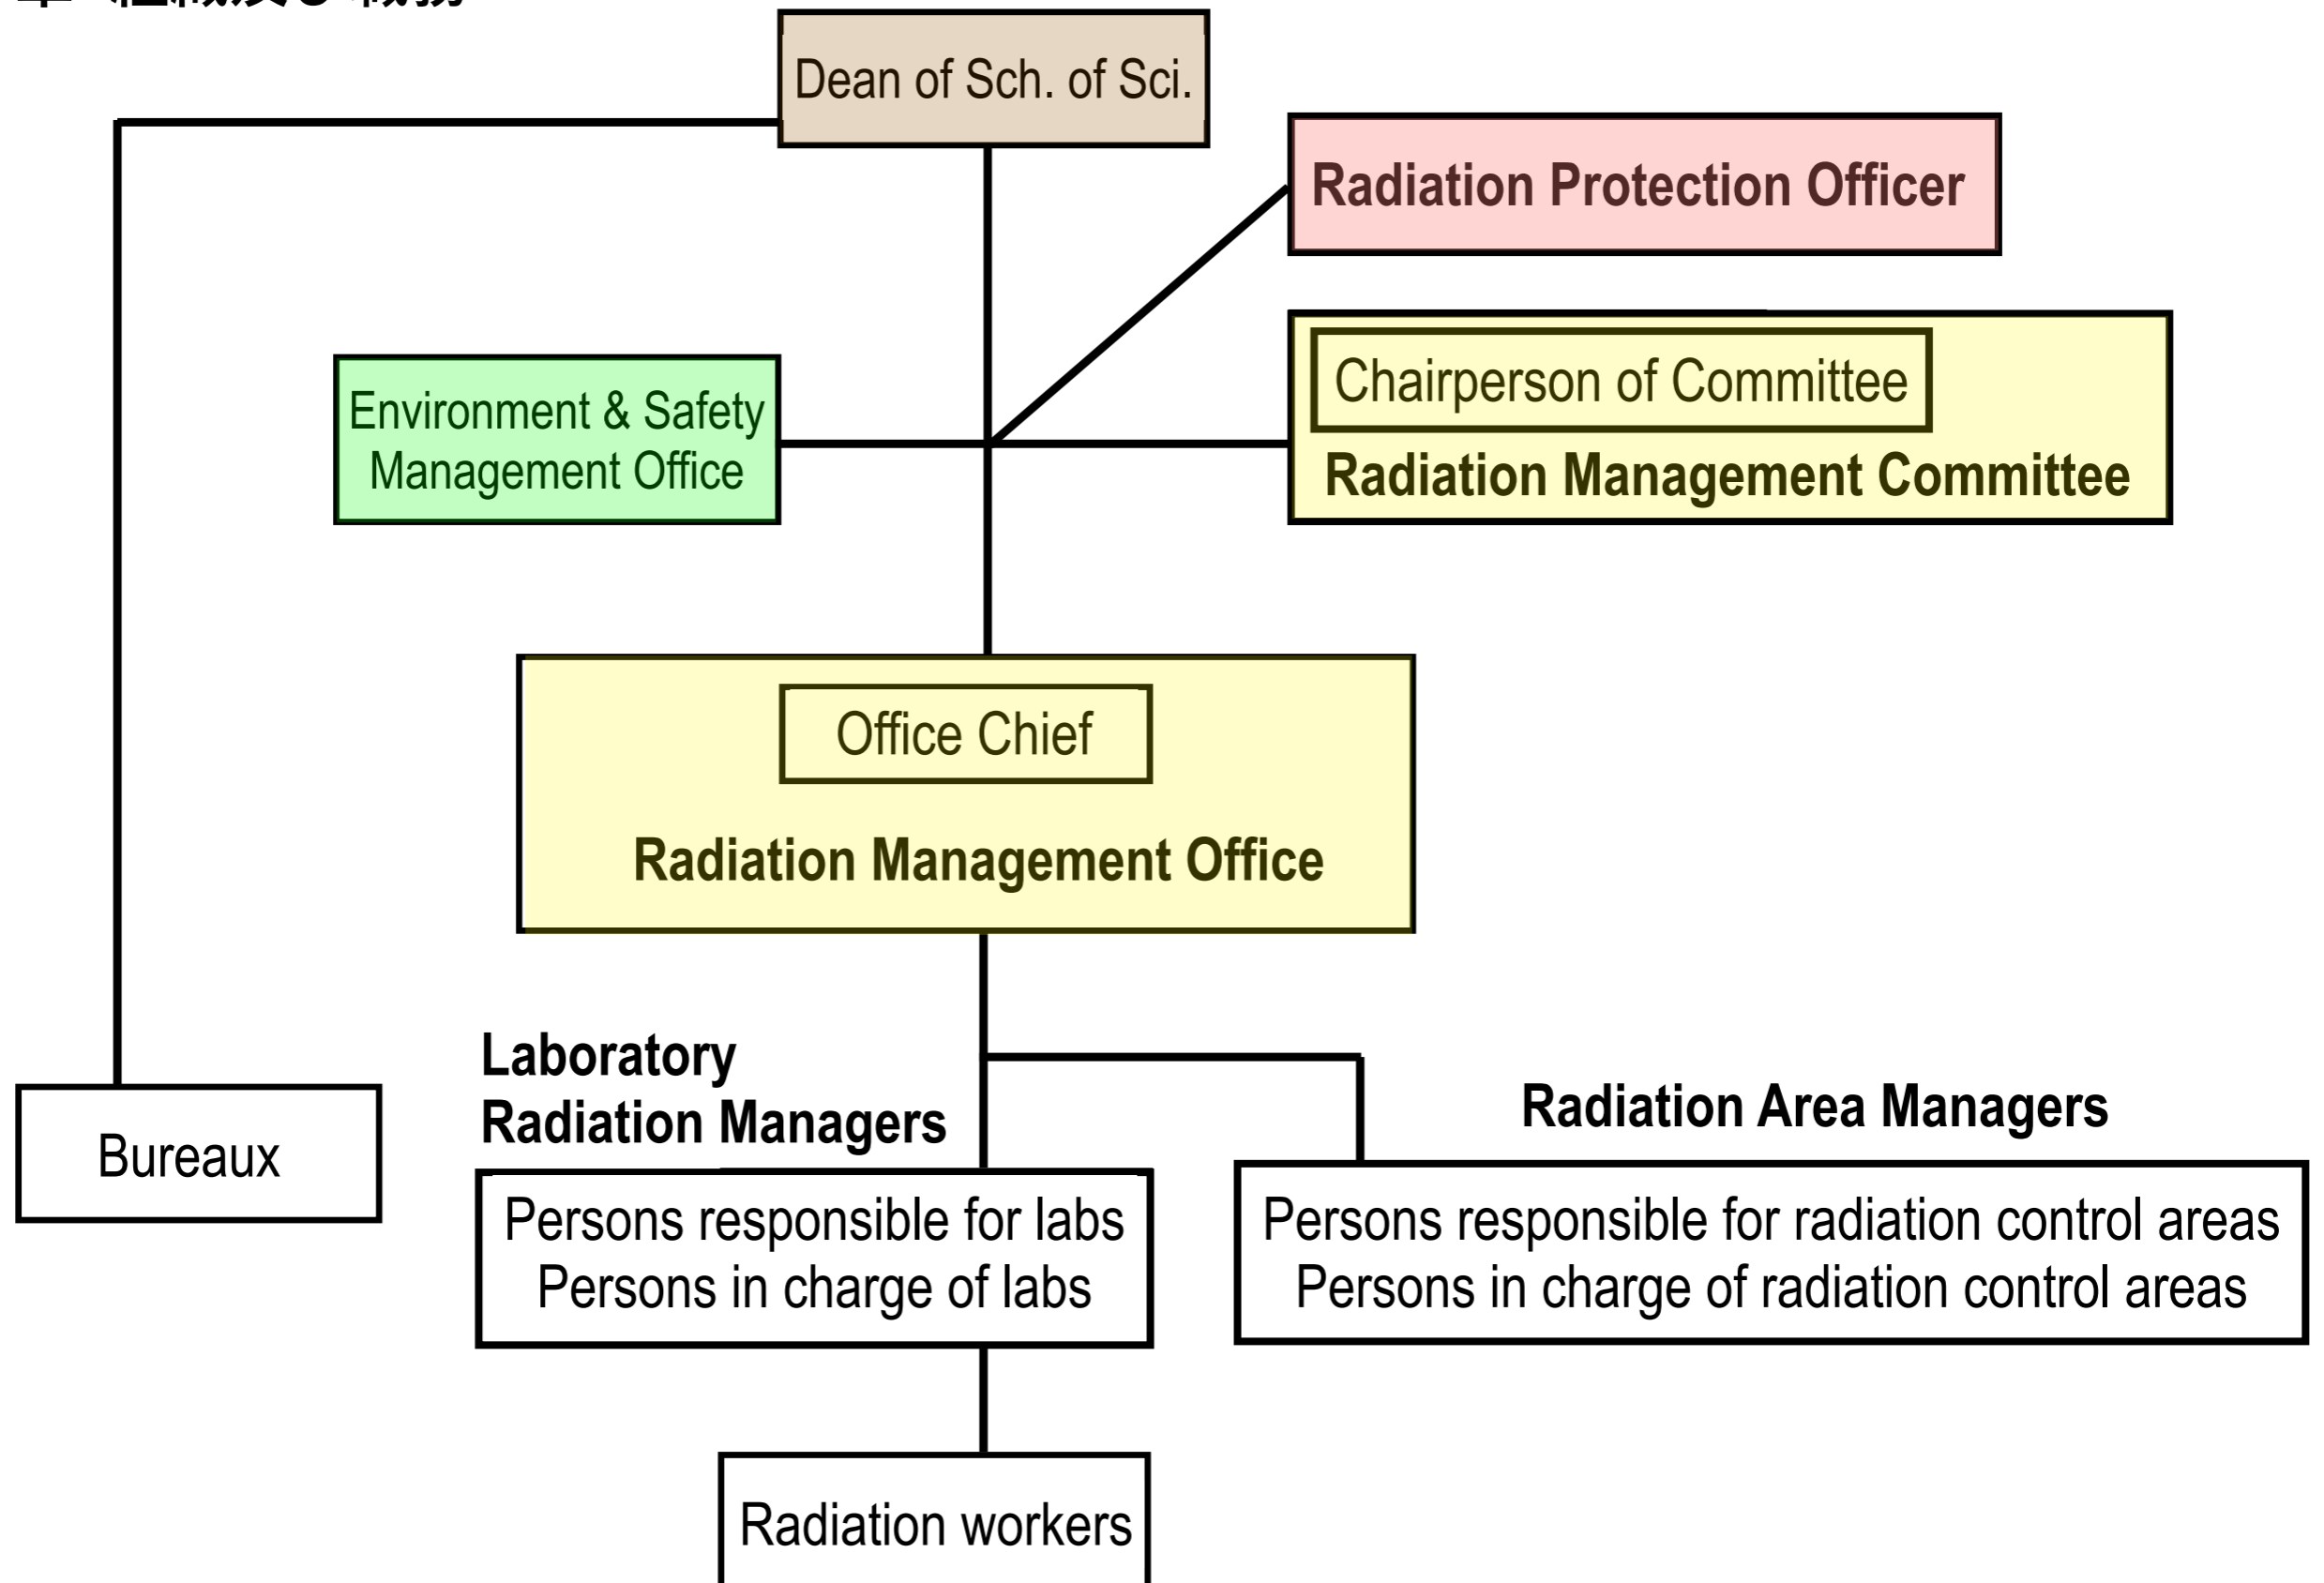 Dean of Sch. of Sci.
Radiation Protection Officer
Chairperson of Committee
Radiation Management Committee
Environment & Safety
Management Office
Office Chief
Radiation Management Office
Laboratory
Radiation Managers
Radiation Area Managers
Bureaux
Persons responsible for labs
Persons in charge of labs
Persons responsible for radiation control areas
Persons in charge of radiation control areas
Radiation workers